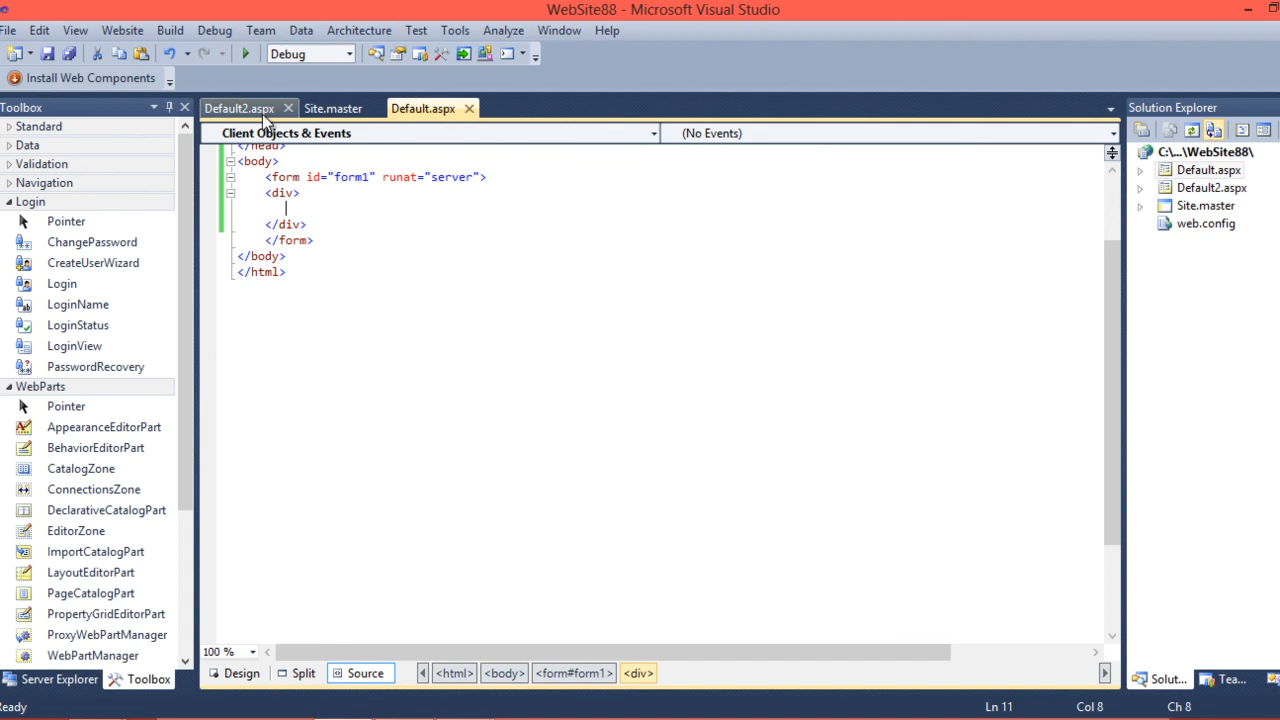 WebSite88 - Microsoft Visual Studio
File Edit View Website Build Debug Team Data Architecture Test Tools Analyze Window Help
Debug
Install Web Components
Toolbox
Standard
Data
Validation
Navigation
Login
Pointer
ChangePassword
CreateUserWizard
Login
LoginName
LoginStatus
LoginView
PasswordRecovery
WebParts
Pointer
AppearanceEditorPart
BehaviorEditorPart
CatalogZone
ConnectionsZone
DeclarativeCatalogPart
EditorZone
ImportCatalogPart
LayoutEditorPart
PageCatalogPart
PropertyGridEditorPart
ProxyWebPartManager
WebPartManager
Server Explorer Toolbox
Default2.aspx Site.master Default.aspx
Client Objects & Events (No Events)
</head>
<body>
<form id="form1" runat="server">
<div>
</div>
</form>
</body>
</html>
100 %
Design Split Source <html> <body> <form#form1> <div>
Solution Explorer
C:\...\WebSite88\
Default.aspx
Default2.aspx
Site.master
web.config
Solut... Tea...
Ready Ln 11 Col 8 Ch 8